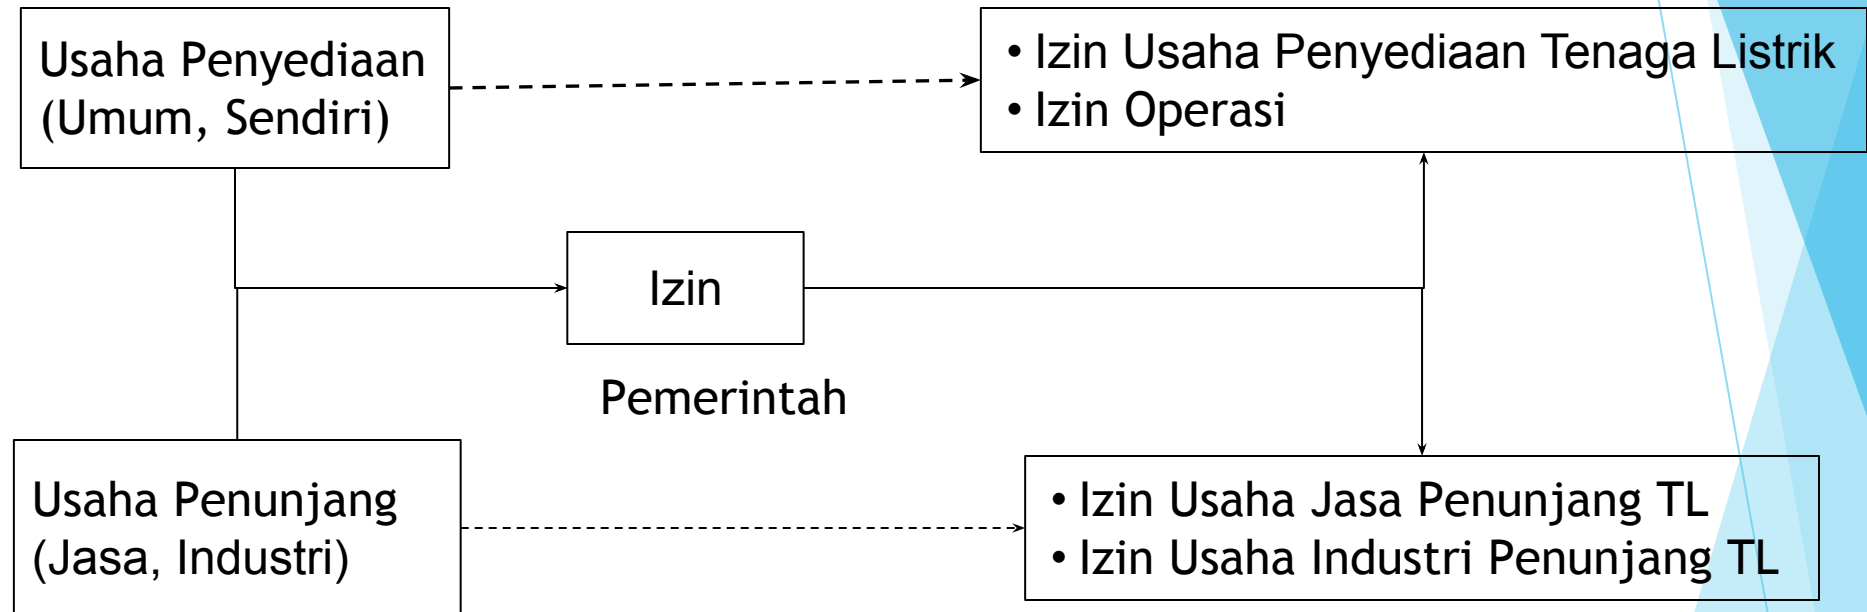 Usaha Penyediaan
(Umum, Sendiri)
• Izin Usaha Penyediaan Tenaga Listrik
• Izin Operasi
Izin
Pemerintah
Usaha Penunjang
(Jasa, Industri)
• Izin Usaha Jasa Penunjang TL
• Izin Usaha Industri Penunjang TL